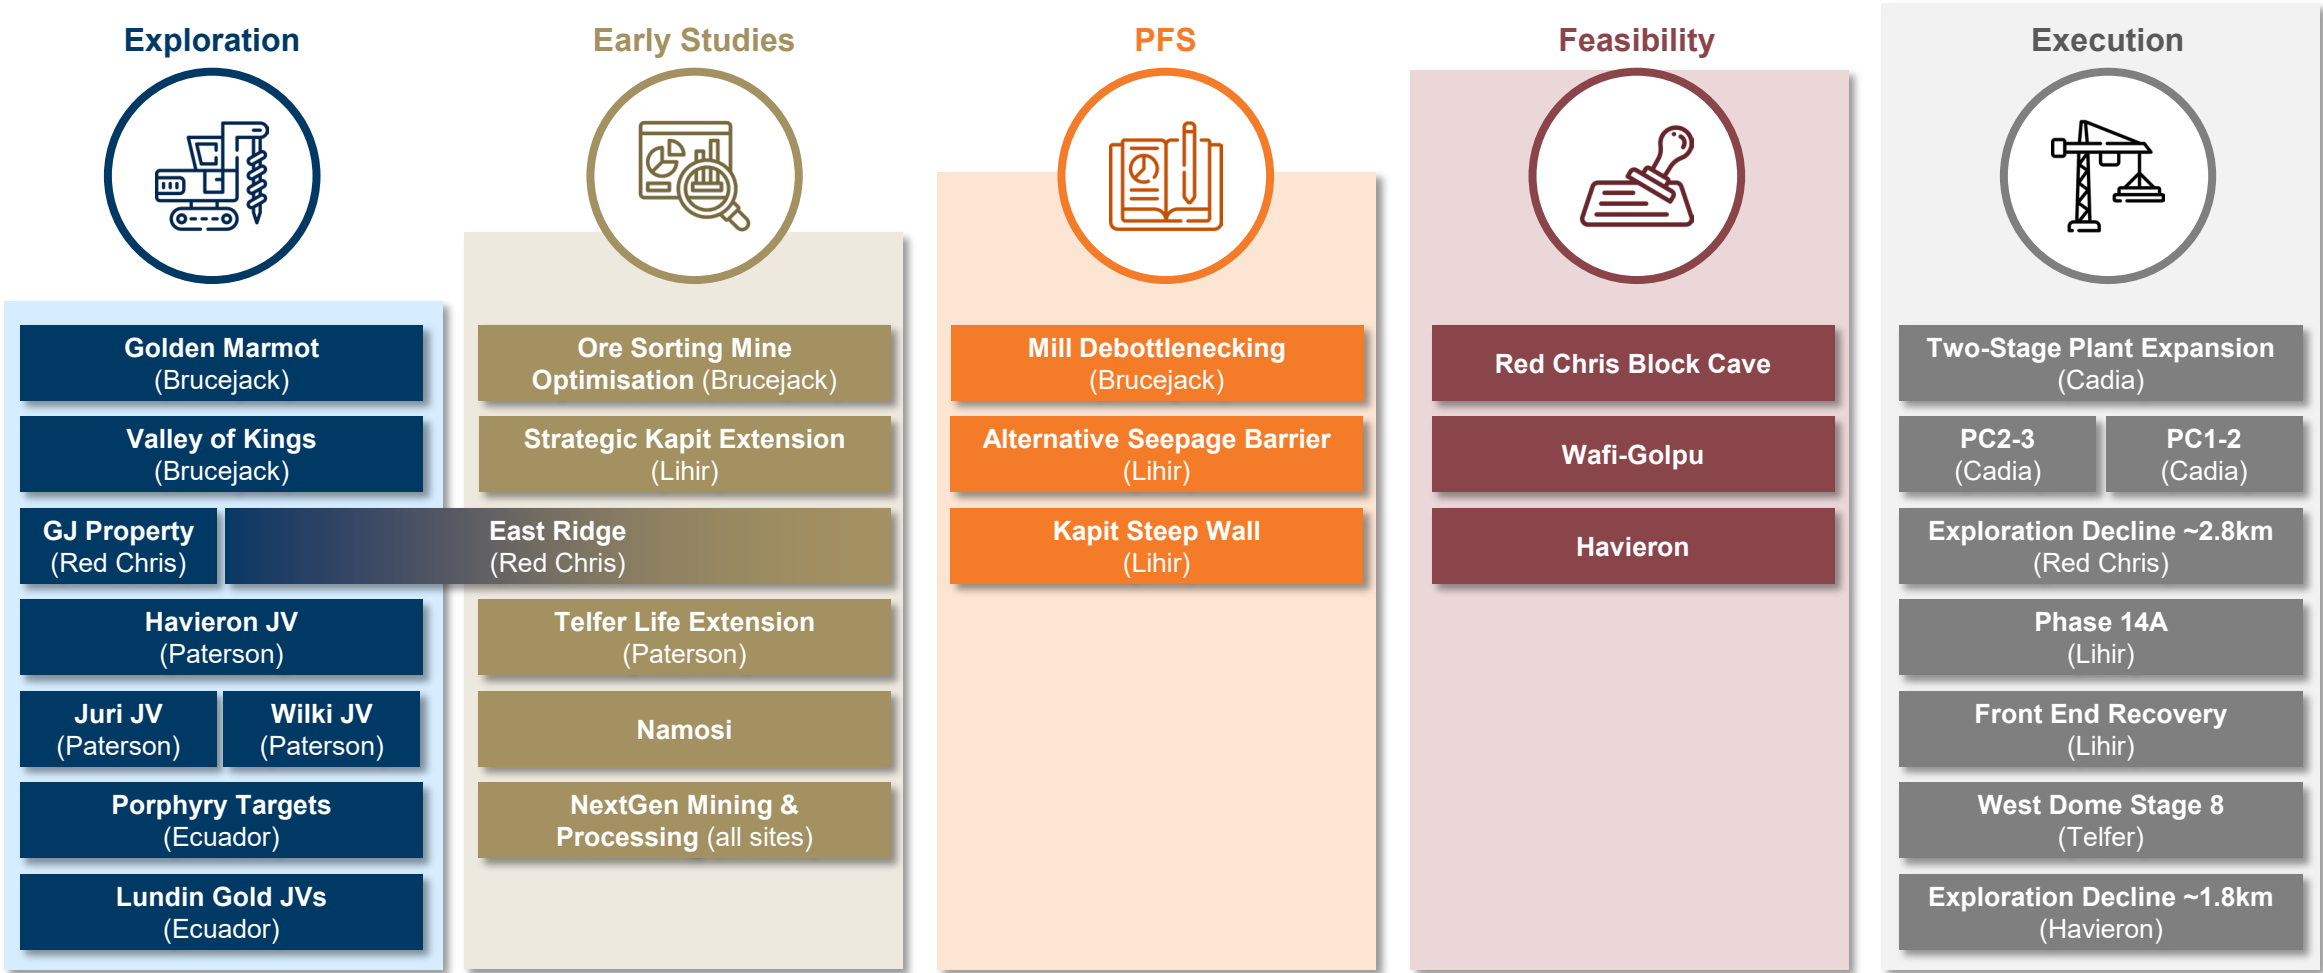 Exploration
Golden Marmot
(Brucejack)
Valley of Kings
(Brucejack)
GJ Property
(Red Chris)
East Ridge
(Red Chris)
Havieron JV
(Paterson)
Juri JV
(Paterson)
Wilki JV
(Paterson)
Porphyry Targets
(Ecuador)
Lundin Gold JVs
(Ecuador)
Early Studies
Ore Sorting Mine
Optimisation (Brucejack)
Strategic Kapit Extension
(Lihir)
Telfer Life Extension
(Paterson)
Namosi
NextGen Mining &
Processing (all sites)
PFS
Mill Debottlenecking
(Brucejack)
Alternative Seepage Barrier
(Lihir)
Kapit Steep Wall
(Lihir)
Feasibility
Red Chris Block Cave
Wafi-Golpu
Havieron
Execution
Two-Stage Plant Expansion
(Cadia)
PC2-3
(Cadia)
PC1-2
(Cadia)
Exploration Decline ~2.8km
(Red Chris)
Phase 14A
(Lihir)
Front End Recovery
(Lihir)
West Dome Stage 8
(Telfer)
Exploration Decline ~1.8km
(Havieron)